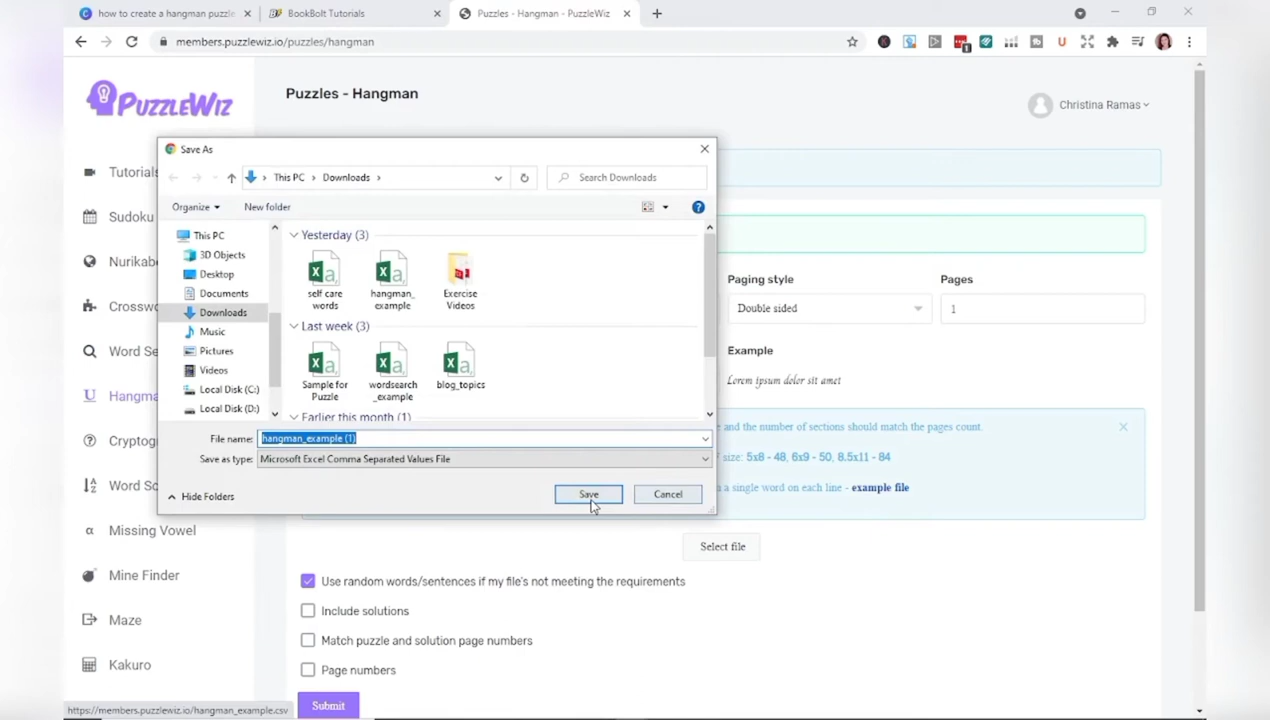 how to create a hangman puzzle
BookBolt Tutorials
Puzzles - Hangman - PuzzleWiz
members.puzzlewiz.io/puzzles/hangman
PUZZLEWIZ
Puzzles - Hangman
Christina Ramas
Tutorials
Sudoku
Nurikabe
Crosswo
Word Se
Hangma
Cryptog
Word Sc
Missing Vowel
Mine Finder
Maze
Kakuro
Save As
This PC
Downloads
Search Downloads
Organize
New folder
This PC
3D Objects
Desktop
Documents
Downloads
Music
Pictures
Videos
Local Disk (C:)
Local Disk (D:)
Yesterday (3)
self care words
hangman_example
Exercise Videos
Last week (3)
Sample for Puzzle
wordsearch_example
blog_topics
Earlier this month (1)
File name:
hangman_example (1)
Save as type:
Microsoft Excel Comma Separated Values File
Hide Folders
Save
Cancel
Paging style
Pages
Double sided
1
Example
Lorem ipsum dolor sit amet
and the number of sections should match the pages count.
size: 5x8 - 48, 6x9 - 50, 8.5x11 - 84
a single word on each line - example file
Select file
Use random words/sentences if my file's not meeting the requirements
Include solutions
Match puzzle and solution page numbers
Page numbers
Submit
https://members.puzzlewiz.io/hangman_example.csv